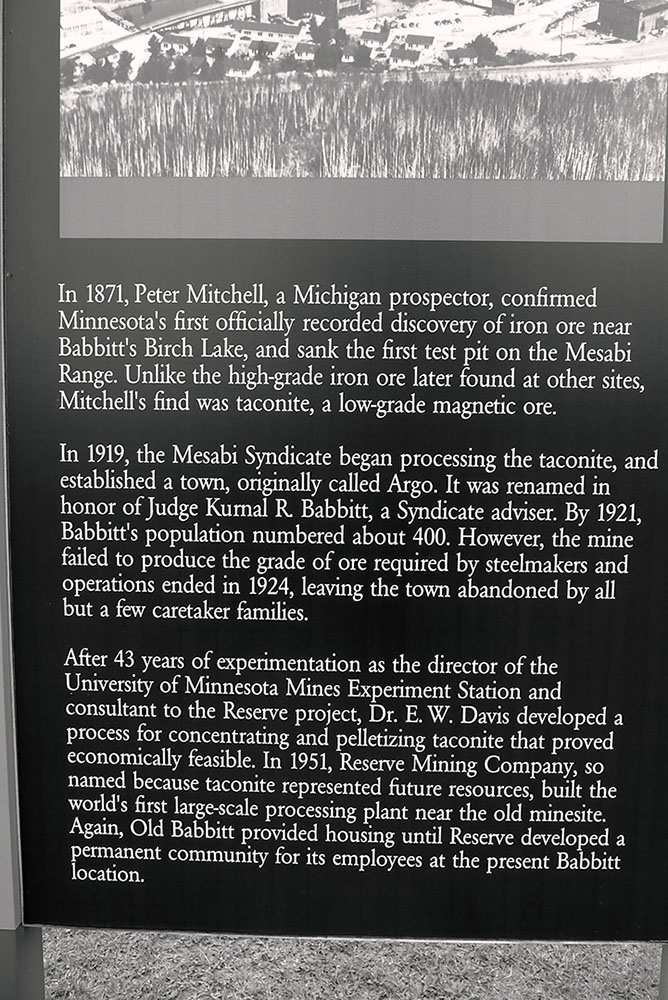 In 1871, Peter Mitchell, a Michigan prospector, confirmed
Minnesota's first officially recorded discovery of iron ore near
Babbitt's Birch Lake, and sank the first test pit on the Mesabi
Range. Unlike the high-grade iron ore later found at other sites,
Mitchell's find was taconite, a low-grade magnetic ore.
In 1919, the Mesabi Syndicate began processing the taconite, and
established a town, originally called Argo. It was renamed in
honor of Judge Kurnal R. Babbitt, a Syndicate adviser. By 1921,
Babbitt's population numbered about 400. However, the mine
failed to produce the grade of ore required by steelmakers and
operations ended in 1924, leaving the town abandoned by all
but a few caretaker families.
After 43 years of experimentation as the director of the
University of Minnesota Mines Experiment Station and
consultant to the Reserve project, Dr. E. W. Davis developed a
process for concentrating and pelletizing taconite that proved
economically feasible. In 1951, Reserve Mining Company, so
named because taconite represented future resources, built the
world's first large-scale processing plant near the old minesite.
Again, Old Babbitt provided housing until Reserve developed a
permanent community for its employees at the present Babbitt
location.